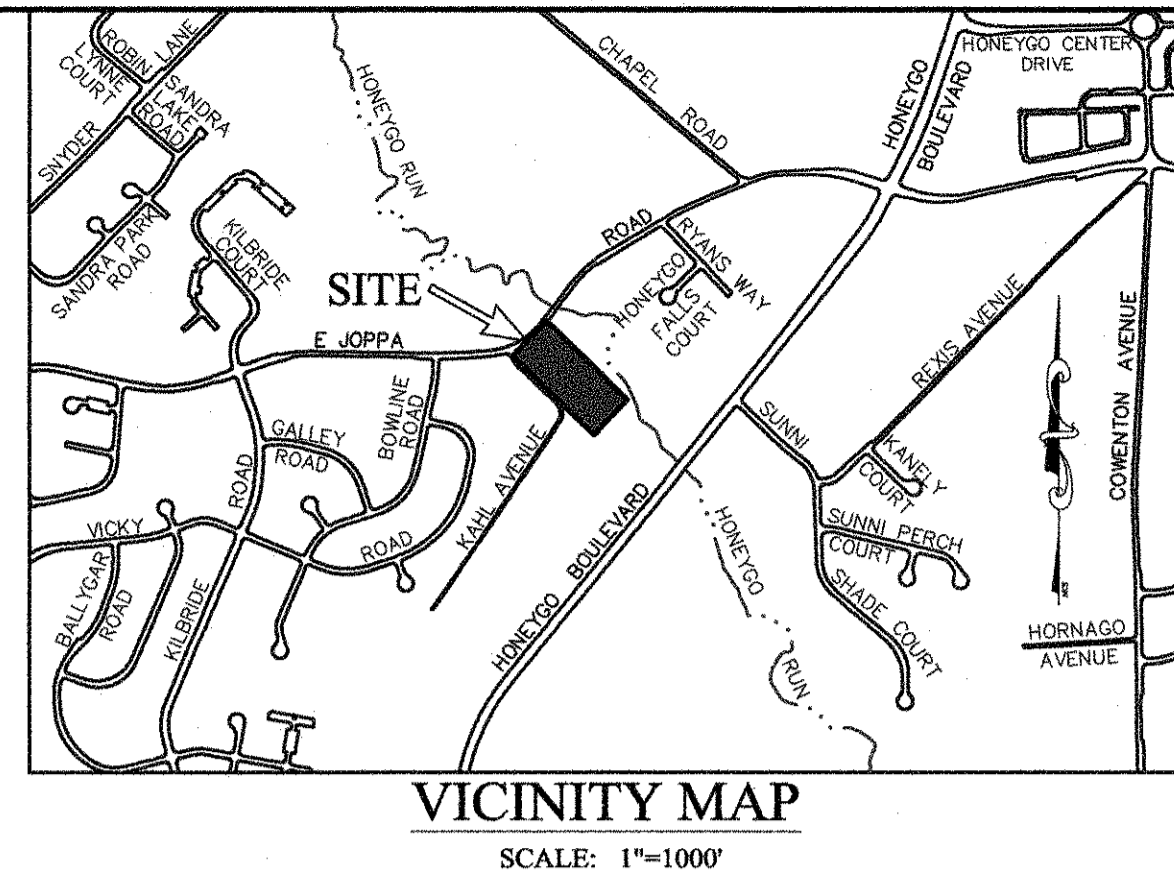 ROBIN LYNNE COURT
SNYDER LANE
SANDRA LAKE ROAD
SANDRA PARK ROAD
KILBRIDE COURT
HONEYGO RUN
CHAPEL ROAD
HONEYGO BOULEVARD
HONEYGO CENTER DRIVE
ROAD
RYANS WAY
HONEYGO FALLS COURT
SITE
E JOPPA
REXIS AVENUE
COWENTON AVENUE
GALLEY ROAD
BOWLINE ROAD
KAHL AVENUE
SUNNI
KANELY COURT
SUNNI PERCH COURT
SHADE COURT
VICKY
ROAD
BALLYGAR ROAD
KILBRIDE ROAD
HONEYGO BOULEVARD
HONEYGO RUN
HORNAGO AVENUE
VICINITY MAP
SCALE: 1"=1000'